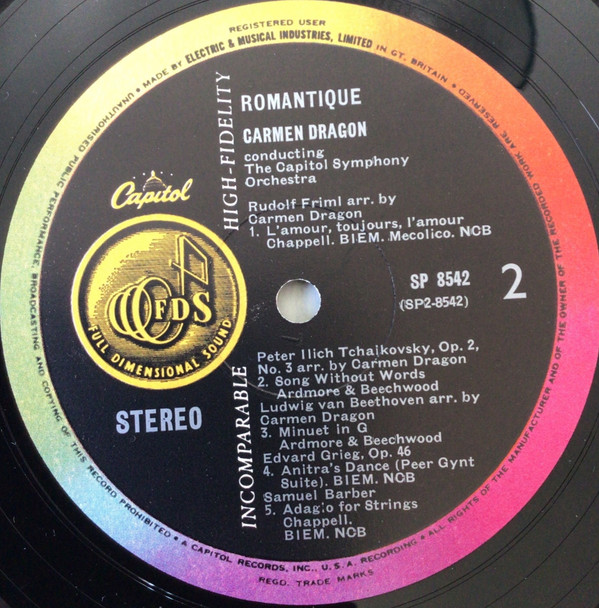 REGISTERED USER
UNAUTHORISED PUBLIC PERFORMANCE, BROADCASTING AND COPYING OF THIS RECORD PROHIBITED • A CAPITOL RECORDS, INC., U.S.A. RECORDING • ALL RIGHTS OF THE MANUFACTURER AND OF THE OWNER OF THE RECORDED WORK ARE RESERVED • MADE BY ELECTRIC & MUSICAL INDUSTRIES, LIMITED IN GT. BRITAIN •
REGD. TRADE MARKS
INCOMPARABLE HIGH-FIDELITY
Capitol
FDS
FULL DIMENSIONAL SOUND
STEREO
ROMANTIQUE
CARMEN DRAGON
conducting
The Capitol Symphony
Orchestra
Rudolf Friml arr. by
Carmen Dragon
1. L'amour, toujours, l'amour
Chappell. BIEM. Mecolico. NCB
SP 8542
(SP2-8542)
2
Peter Ilich Tchaikovsky, Op. 2,
No. 3 arr. by Carmen Dragon
2. Song Without Words
Ardmore & Beechwood
Ludwig van Beethoven arr. by
Carmen Dragon
3. Minuet in G
Ardmore & Beechwood
Edvard Grieg, Op. 46
4. Anitra's Dance (Peer Gynt
Suite). BIEM. NCB
Samuel Barber
5. Adagio for Strings
Chappell.
BIEM. NCB